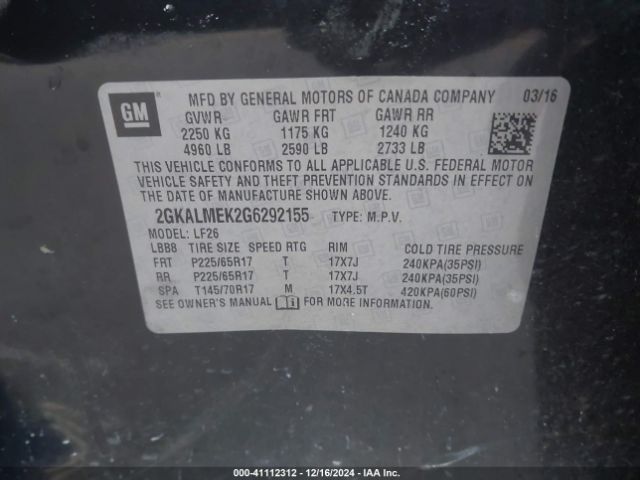 GM
MFD BY GENERAL MOTORS OF CANADA COMPANY 03/16
GVWR GAWR FRT GAWR RR
2250 KG 1175 KG 1240 KG
4960 LB 2590 LB 2733 LB
THIS VEHICLE CONFORMS TO ALL APPLICABLE U.S. FEDERAL MOTOR
VEHICLE SAFETY AND THEFT PREVENTION STANDARDS IN EFFECT ON
THE DATE OF MANUFACTURE SHOWN ABOVE.
2GKALMEK2G6292155 TYPE: M.P.V.
MODEL: LF26
LBB8 TIRE SIZE SPEED RTG RIM COLD TIRE PRESSURE
FRT P225/65R17 T 17X7J 240KPA(35PSI)
RR P225/65R17 T 17X7J 240KPA(35PSI)
SPA T145/70R17 M 17X4.5T 420KPA(60PSI)
SEE OWNER'S MANUAL FOR MORE INFORMATION.
000-41112312 - 12/16/2024 - IAA Inc.